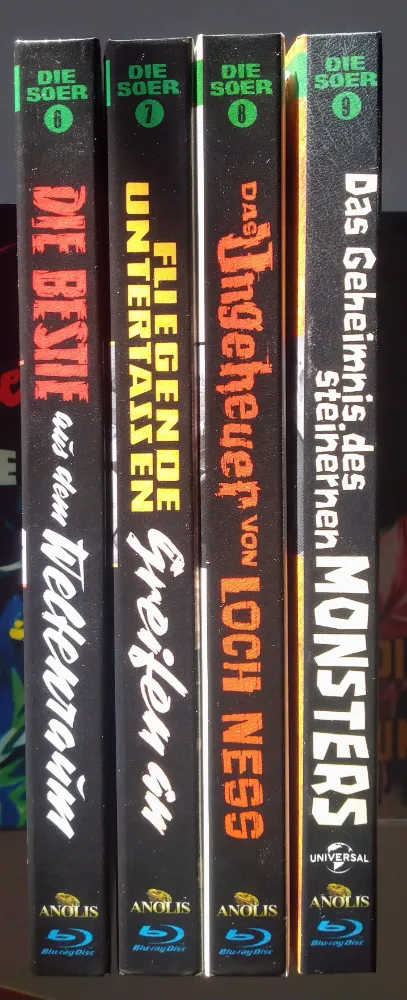 DIE
50ER
6
DIE BESTIE
aus dem Weltenraum
ANOLIS
Blu-ray Disc
DIE
50ER
7
FLIEGENDE
UNTERTASSEN
Greifen an
ANOLIS
Blu-ray Disc
DIE
50ER
8
DAS Ungeheuer VON LOCH NESS
ANOLIS
Blu-ray Disc
DIE
50ER
9
Das Geheimnis des
steinernen MONSTERS
UNIVERSAL
ANOLIS
Blu-ray Disc